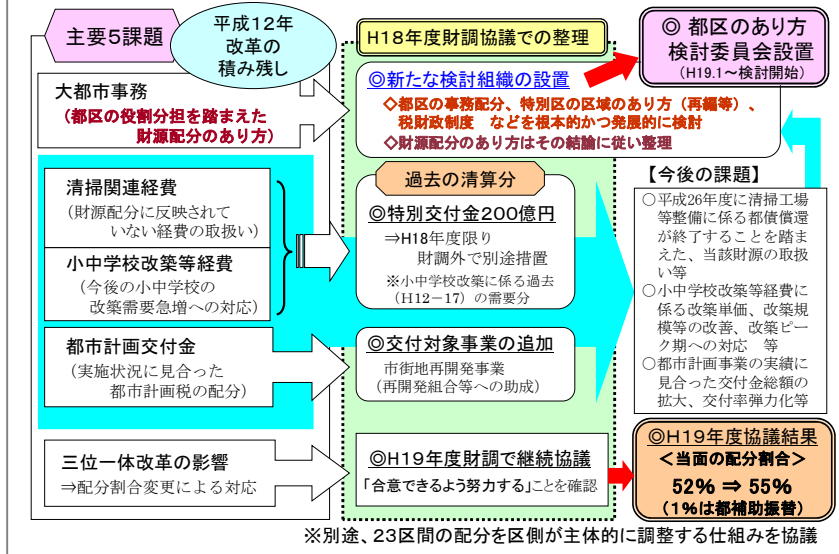 主要5課題
平成12年
改革の
積み残し
H18年度財調協議での整理
◎ 都区のあり方
検討委員会設置
(H19.1～検討開始)
大都市事務
(都区の役割分担を踏まえた
財源配分のあり方)
◎新たな検討組織の設置
◇都区の事務配分、特別区の区域のあり方（再編等）、
税財政制度　などを根本的かつ発展的に検討
◇財源配分のあり方はその結論に従い整理
清掃関連経費
(財源配分に反映されて
いない経費の取扱い)
小中学校改築等経費
(今後の小中学校の
改築需要急増への対応)
過去の清算分
◎特別交付金200億円
⇒H18年度限り
財調外で別途措置
※小中学校改築に係る過去
(H12－17) の需要分
【今後の課題】
○平成26年度に清掃工場
等整備に係る都債償還
が終了することを踏ま
えた、当該財源の取扱
い等
○小中学校改築等経費に
係る改築単価、改築規
模等の改善、改築ピー
ク期への対応　等
○都市計画事業の実績に
見合った交付金総額の
拡大、交付率弾力化等
都市計画交付金
(実施状況に見合った
都市計画税の配分)
◎交付対象事業の追加
市街地再開発事業
(再開発組合等への助成)
三位一体改革の影響
⇒配分割合変更による対応
◎H19年度財調で継続協議
「合意できるよう努力する」ことを確認
◎H19年度協議結果
＜当面の配分割合＞
52% ⇒ 55%
(1%は都補助振替)
※別途、23区間の配分を区側が主体的に調整する仕組みを協議